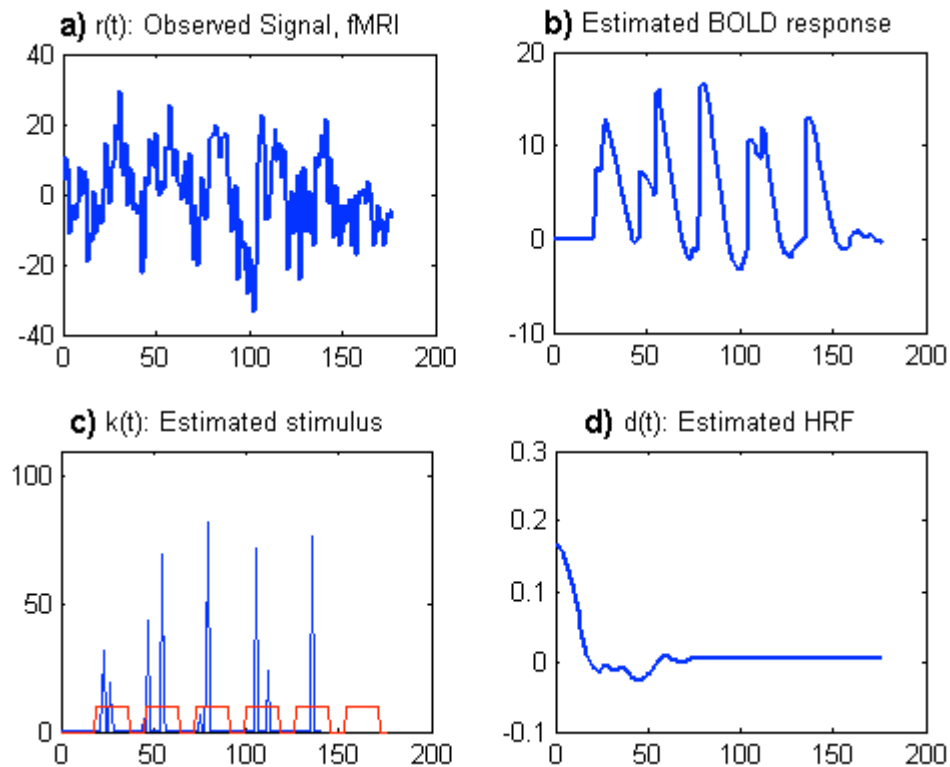 a) r(t): Observed Signal, fMRI
40
20
0
-20
-40
0 50 100 150 200
b) Estimated BOLD response
20
10
0
-10
0 50 100 150 200
c) k(t): Estimated stimulus
100
50
0
0 50 100 150 200
d) d(t): Estimated HRF
0.3
0.2
0.1
0
-0.1
0 50 100 150 200